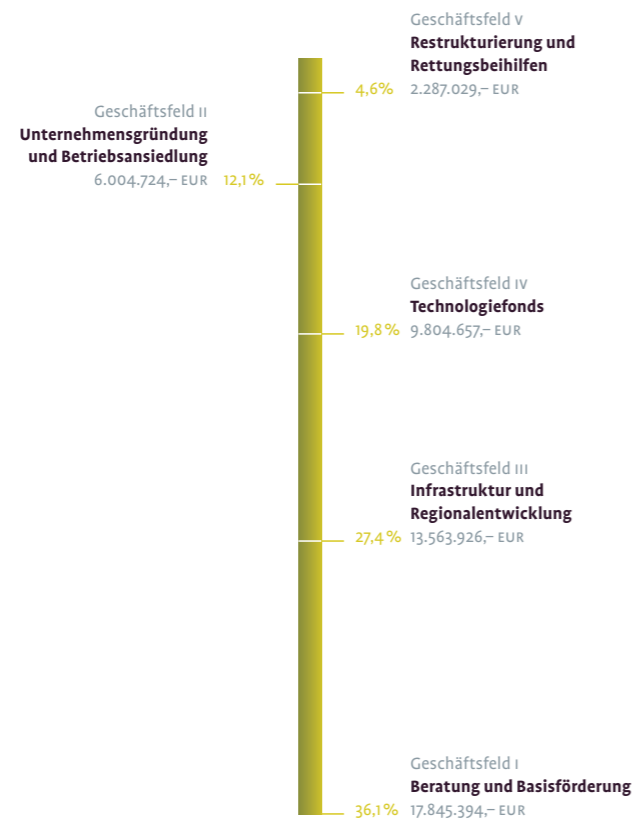 Geschäftsfeld V
Restrukturierung und
Rettungsbeihilfen
4,6% 2.287.029,– EUR
Geschäftsfeld II
Unternehmensgründung
und Betriebsansiedlung
6.004.724,– EUR 12,1%
Geschäftsfeld IV
Technologiefonds
19,8% 9.804.657,– EUR
Geschäftsfeld III
Infrastruktur und
Regionalentwicklung
27,4% 13.563.926,– EUR
Geschäftsfeld I
Beratung und Basisförderung
36,1% 17.845.394,– EUR